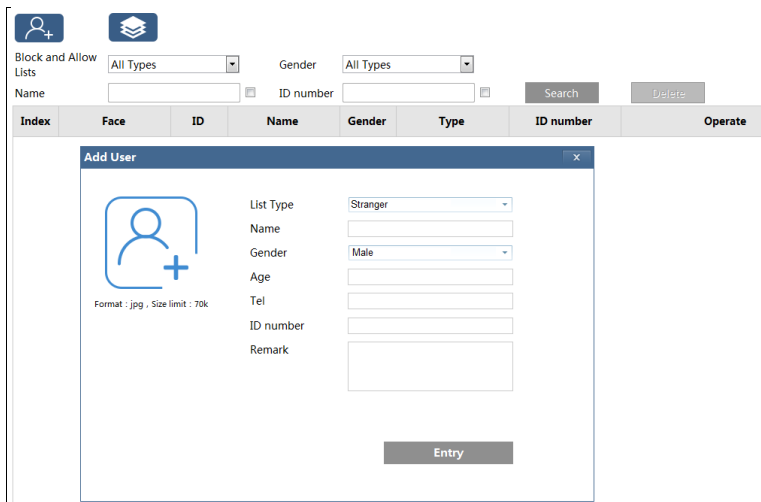 Block and Allow Lists All Types Gender All Types
Name ID number Search Delete
Index Face ID Name Gender Type ID number Operate
Add User x
List Type Stranger
Name
Gender Male
Age
Format : jpg , Size limit : 70k
Tel
ID number
Remark
Entry